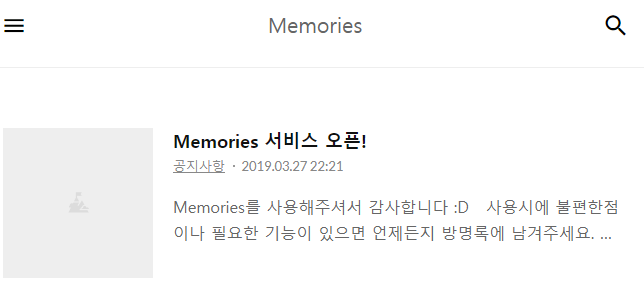 Memories
Memories 서비스 오픈!
공지사항 · 2019.03.27 22:21
Memories를 사용해주셔서 감사합니다 :D 사용시에 불편한점
이나 필요한 기능이 있으면 언제든지 방명록에 남겨주세요. ...